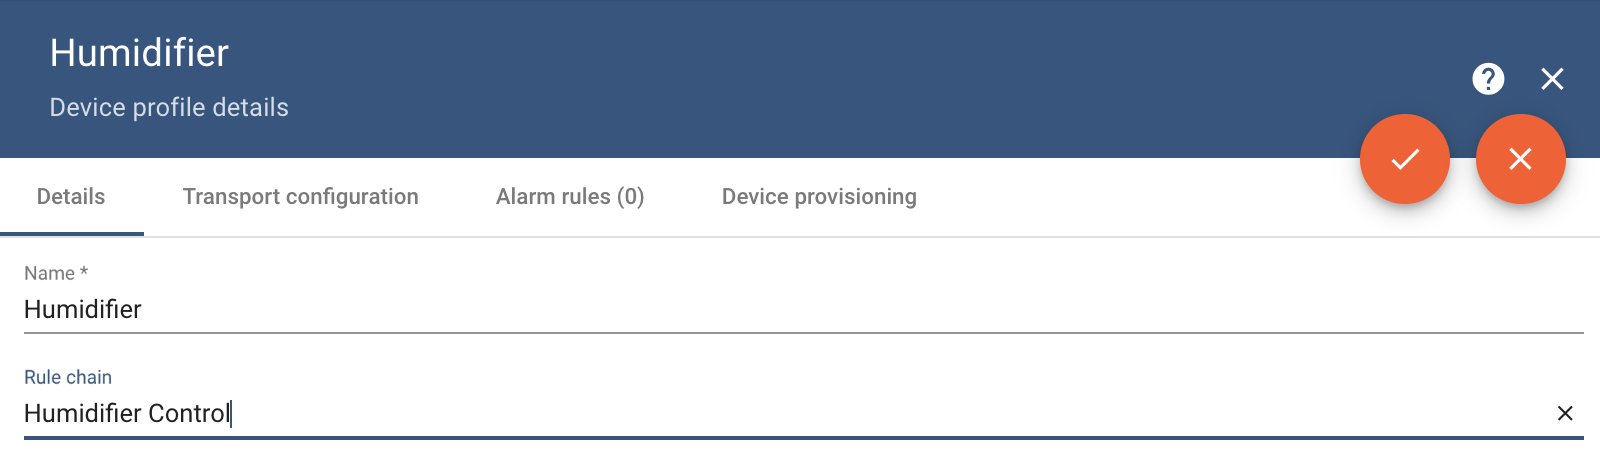 Humidifier
Device profile details
?
Details Transport configuration Alarm rules (0) Device provisioning
Name *
Humidifier
Rule chain
Humidifier Control